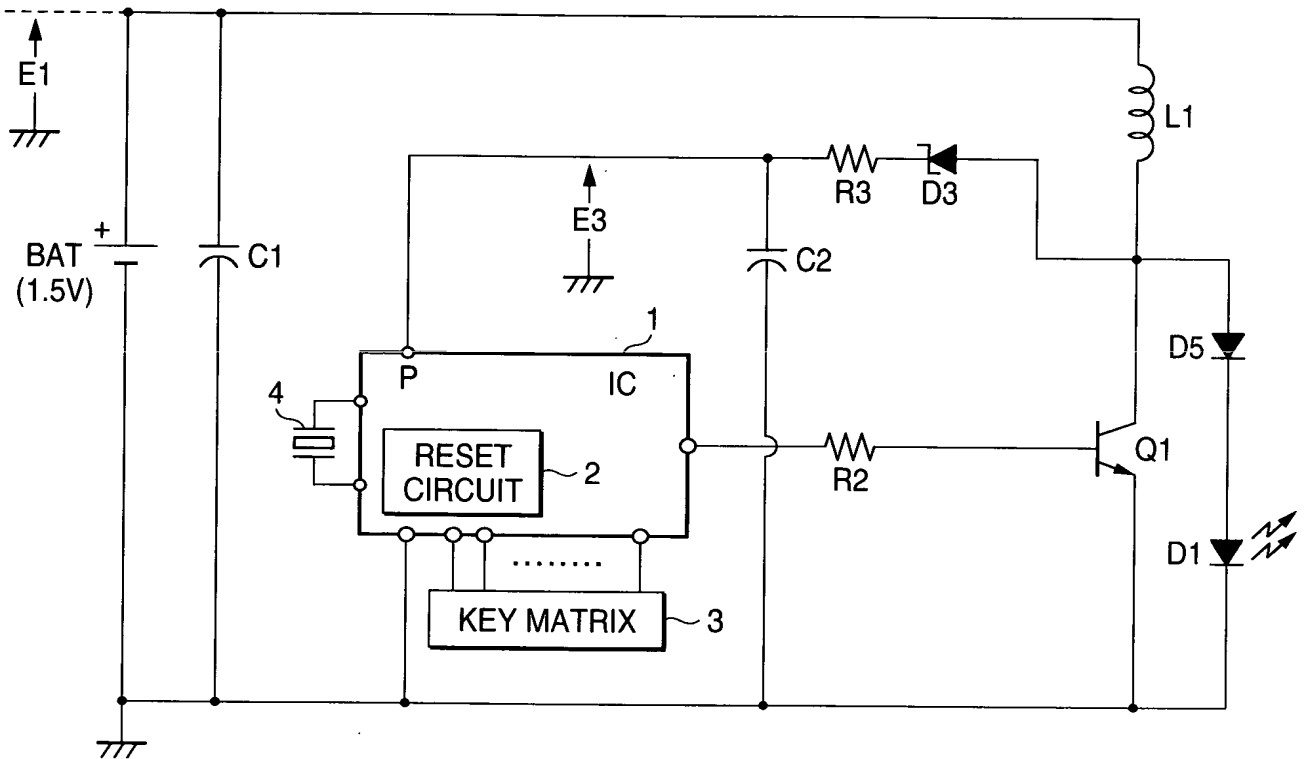 E1
L1
R3
D3
E3
BAT
(1.5V)
+
C1
C2
1
P
IC
D5
4
RESET
CIRCUIT
2
R2
Q1
D1
KEY MATRIX
3